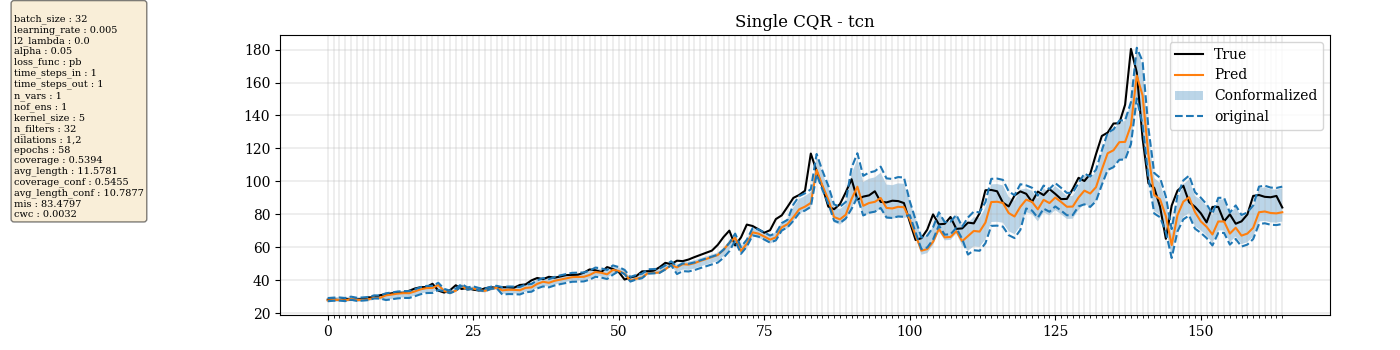 batch_size : 32
learning_rate : 0.005
l2_lambda : 0.0
alpha : 0.05
loss_func : pb
time_steps_in : 1
time_steps_out : 1
n_vars : 1
nof_ens : 1
kernel_size : 5
n_filters : 32
dilations : 1,2
epochs : 58
coverage : 0.5394
avg_length : 11.5781
coverage_conf : 0.5455
avg_length_conf : 10.7877
mis : 83.4797
cwc : 0.0032
Single CQR - tcn
180
160
140
120
100
80
60
40
20
0 25 50 75 100 125 150
True
Pred
Conformalized
original